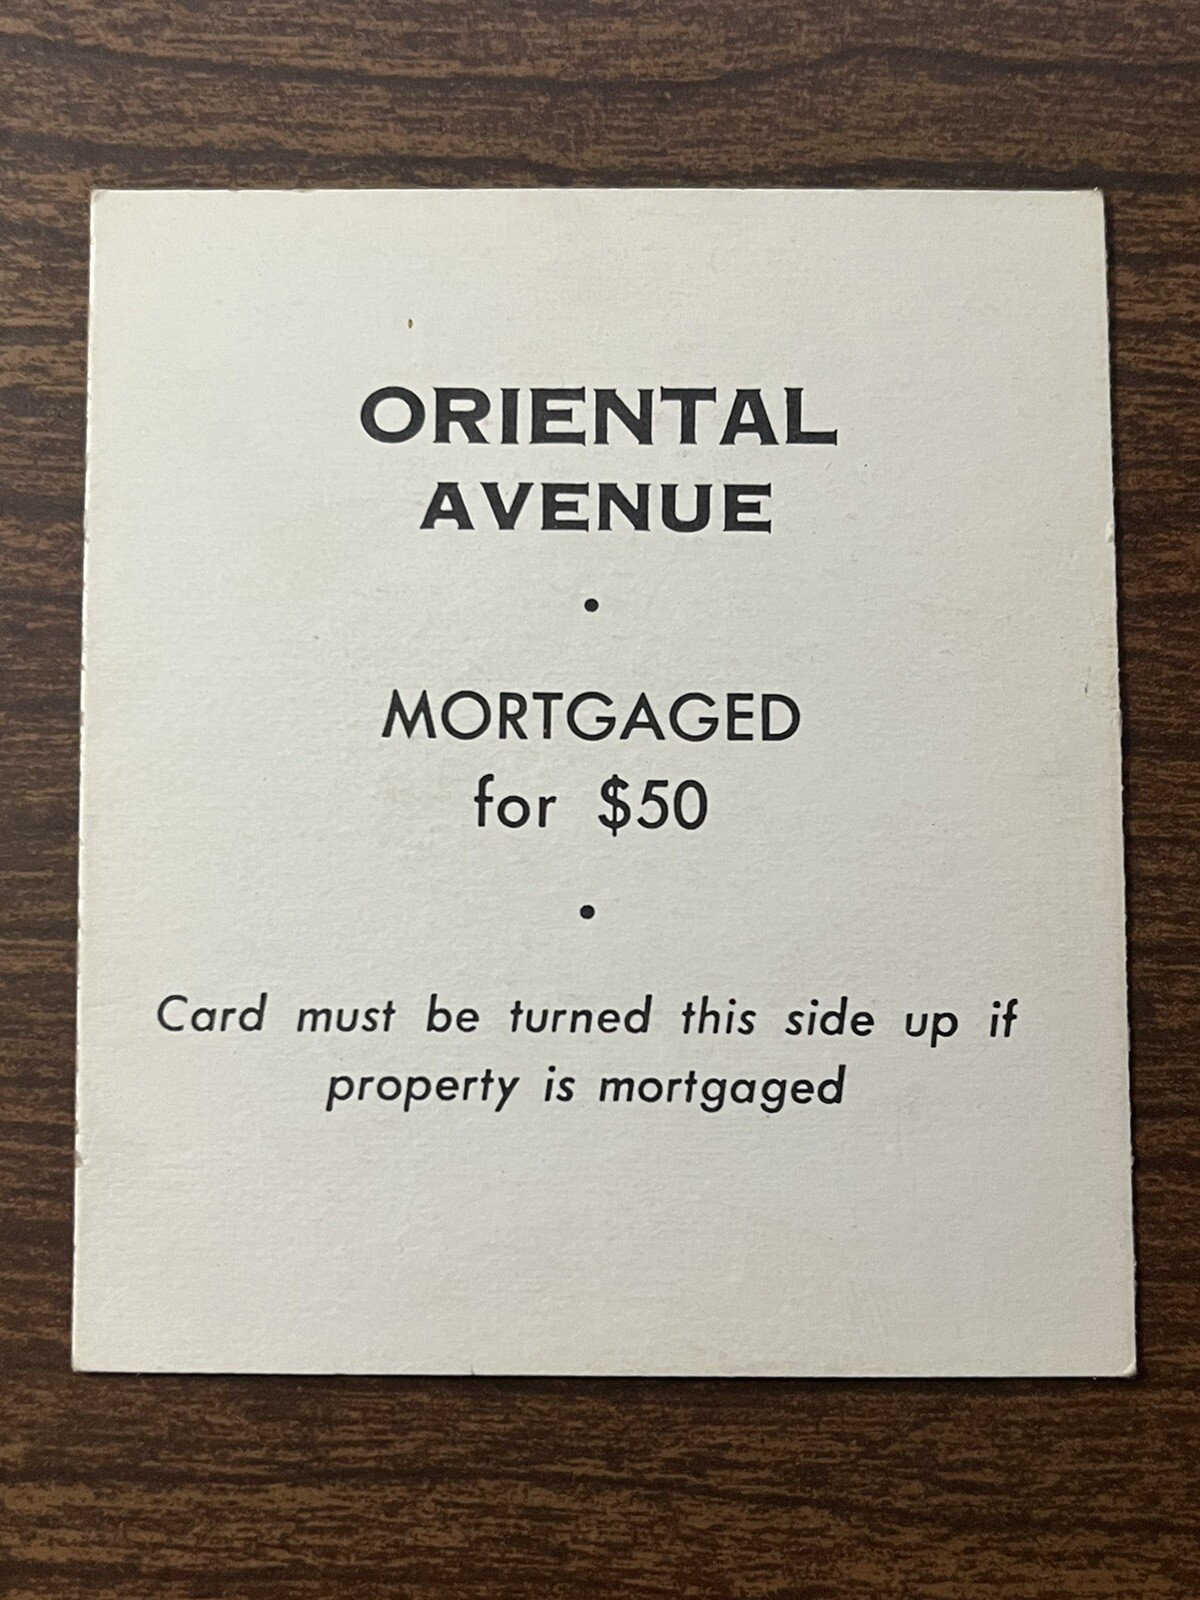 ORIENTAL
AVENUE
•
MORTGAGED
for $50
•
Card must be turned this side up if
property is mortgaged